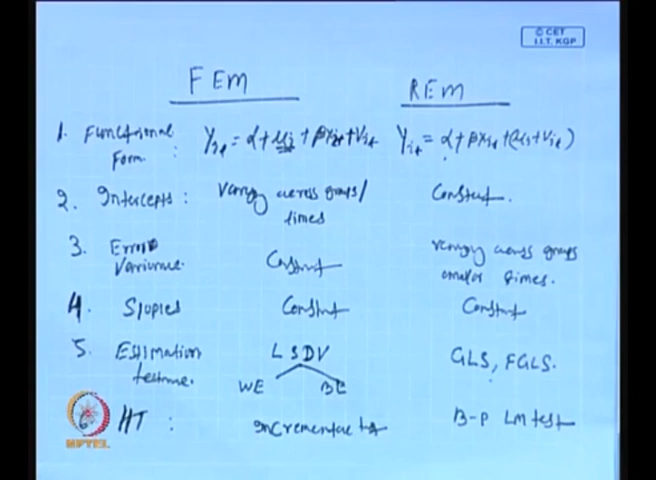 © CET
I.I.T. KGP
FEM REM
1. Functional Form : Yit = α + μi + βXit + Vit Yit = α + βXit + (μi + Vit)
2. Intercepts : Varying across groups/ times Constant.
3. Error Variance. Constant Varying across groups and/or times.
4. Slopes Constant Constant
5. Estimation LSDV GLS, FGLS.
WE BE
HT : Incremental B-P LM test
NPTEL